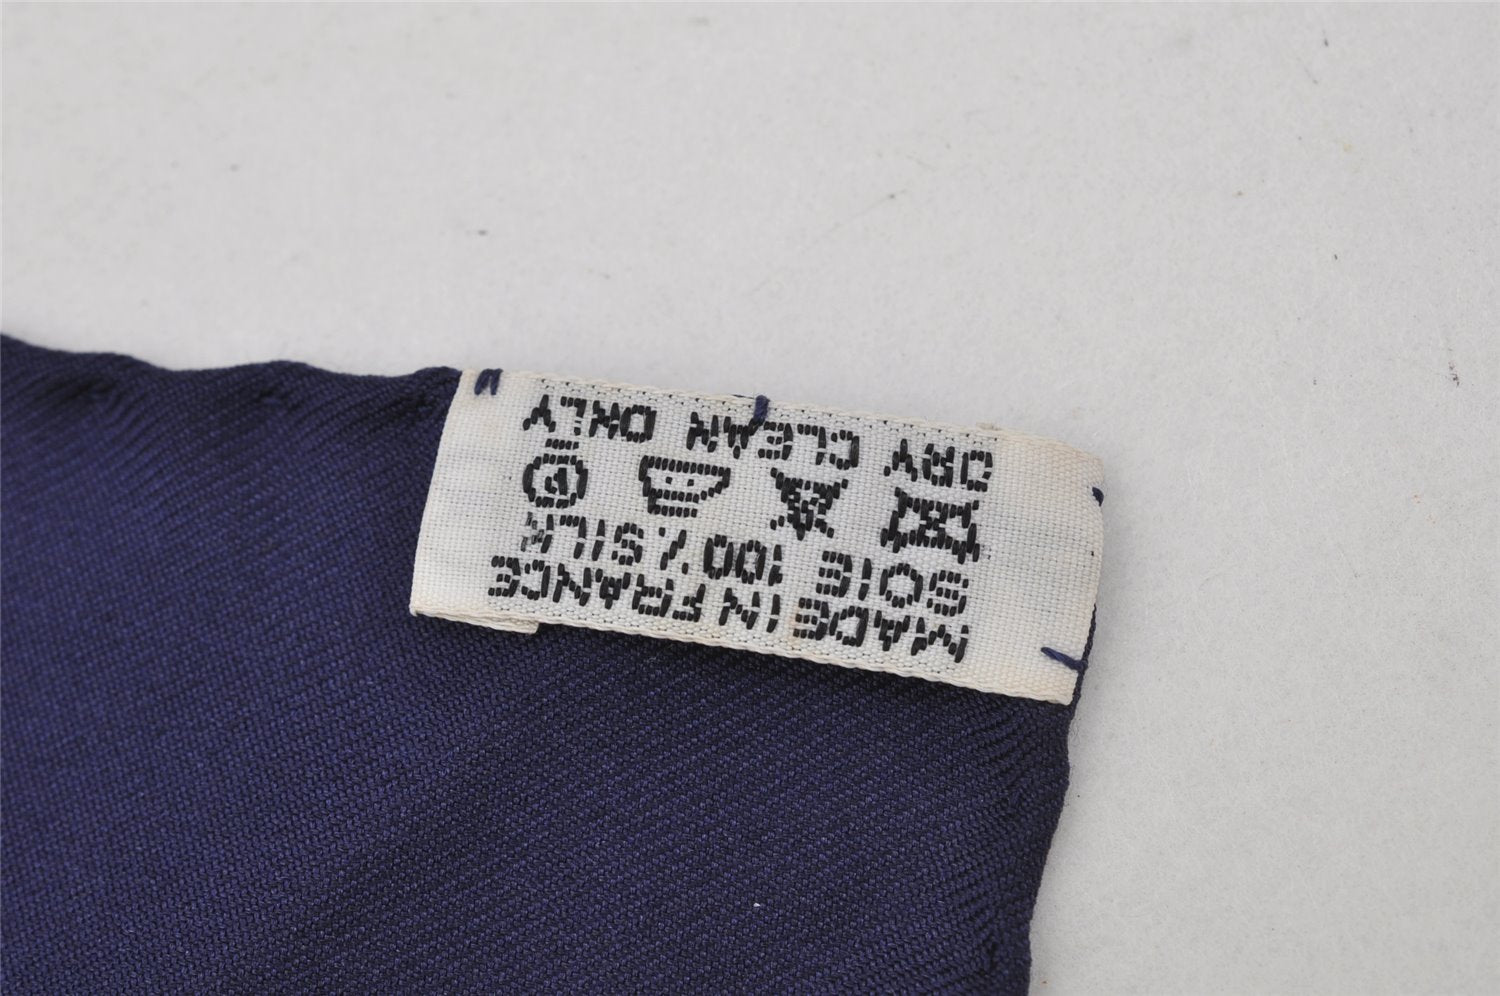 MADE IN FRANCE
SOIE 100% SILK
DRY CLEAN ONLY